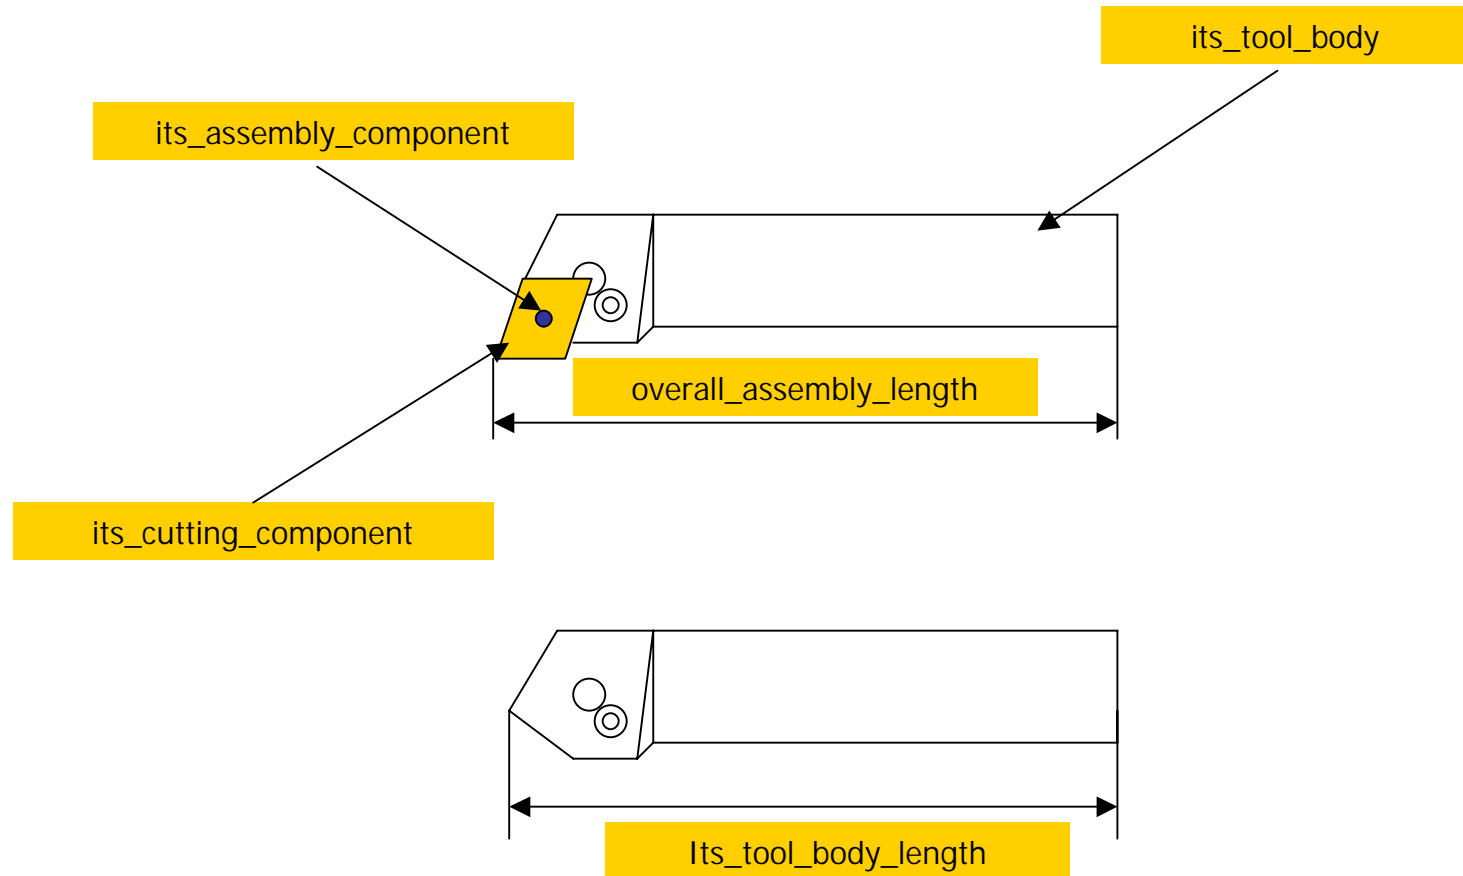 its_tool_body
its_assembly_component
overall_assembly_length
its_cutting_component
Its_tool_body_length